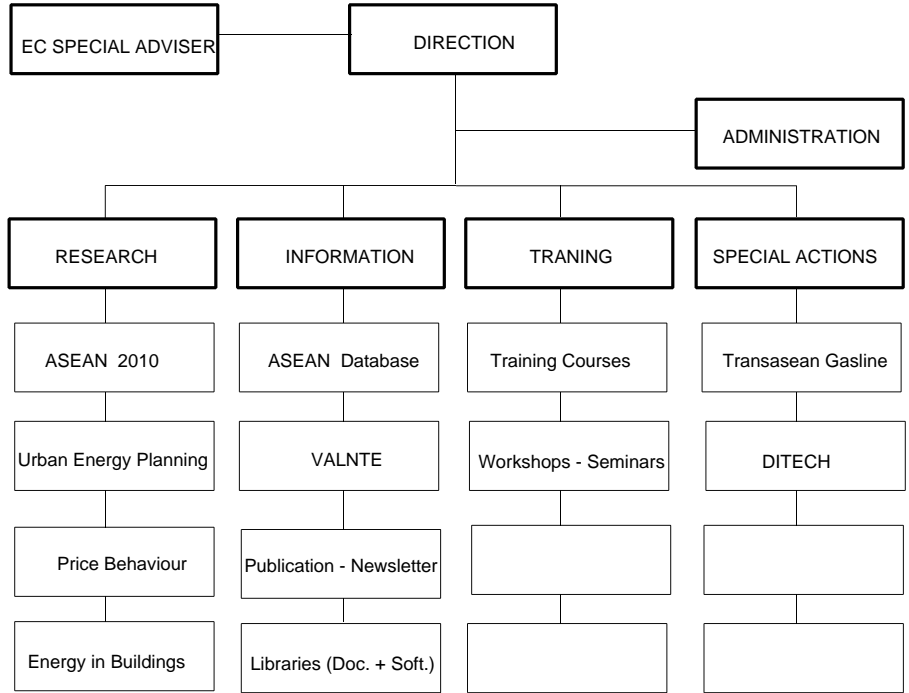 EC SPECIAL ADVISER
DIRECTION
ADMINISTRATION
RESEARCH
INFORMATION
TRANING
SPECIAL ACTIONS
ASEAN 2010
ASEAN Database
Training Courses
Transasean Gasline
Urban Energy Planning
VALNTE
Workshops - Seminars
DITECH
Price Behaviour
Publication - Newsletter
Energy in Buildings
Libraries (Doc. + Soft.)